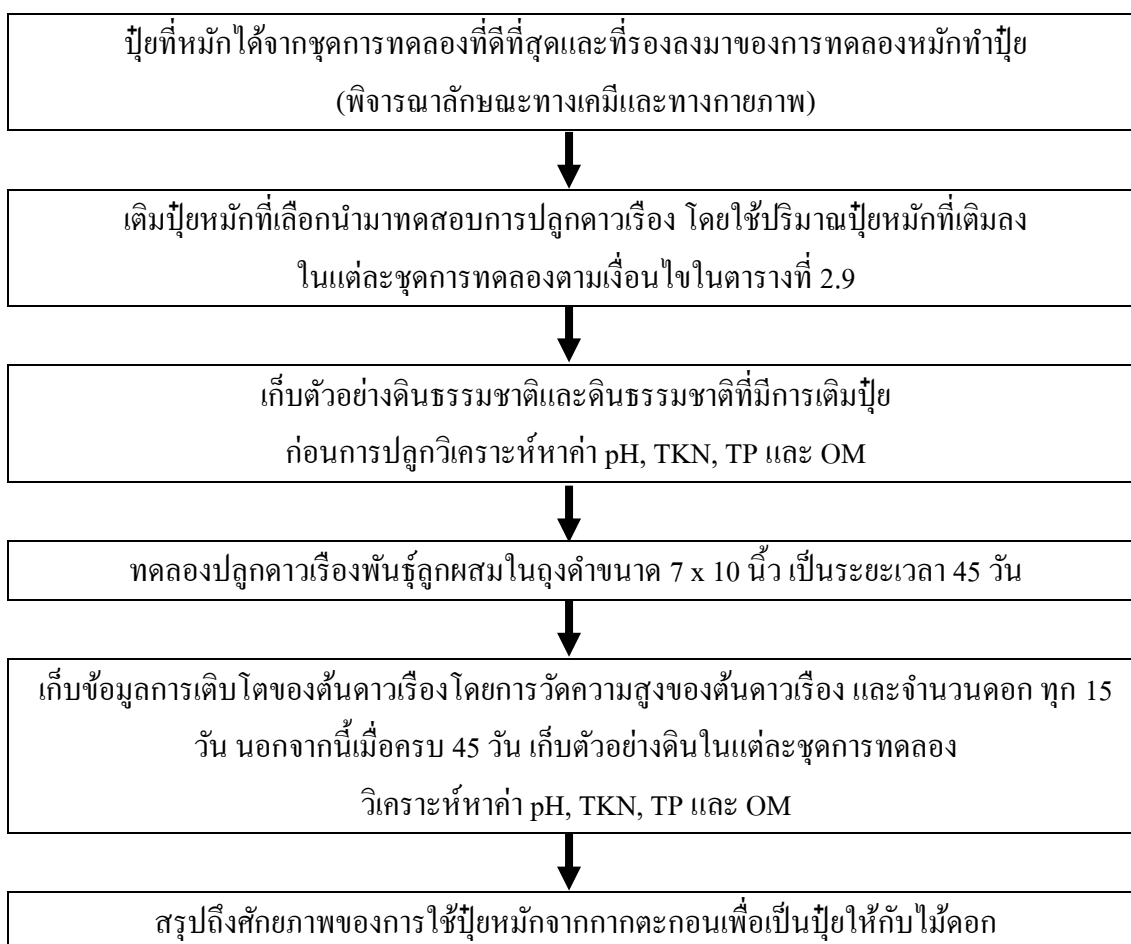 ปุ๋ยที่หมักได้จากชุดการทดลองที่ดีที่สุดและที่รองลงมาของการทดลองหมักทำปุ๋ย
(พิจารณาลักษณะทางเคมีและทางกายภาพ)
เติมปุ๋ยหมักที่เลือกนำมาทดสอบการปลูกดาวเรือง โดยใช้ปริมาณปุ๋ยหมักที่เติมลง
ในแต่ละชุดการทดลองตามเงื่อนไขในตารางที่ 2.9
เก็บตัวอย่างดินธรรมชาติและดินธรรมชาติที่มีการเติมปุ๋ย
ก่อนการปลูกวิเคราะห์หาค่า pH, TKN, TP และ OM
ทดลองปลูกดาวเรืองพันธุ์ลูกผสมในถุงดำขนาด 7 x 10 นิ้ว เป็นระยะเวลา 45 วัน
เก็บข้อมูลการเติบโตของต้นดาวเรืองโดยการวัดความสูงของต้นดาวเรือง และจำนวนดอก ทุก 15
วัน นอกจากนี้เมื่อครบ 45 วัน เก็บตัวอย่างดินในแต่ละชุดการทดลอง
วิเคราะห์หาค่า pH, TKN, TP และ OM
สรุปถึงศักยภาพของการใช้ปุ๋ยหมักจากกากตะกอนเพื่อเป็นปุ๋ยให้กับไม้ดอก